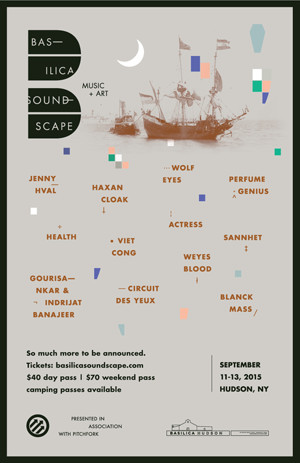 BAS—
ILICA
SOUND—
SCAPE
MUSIC
+ ART
—WOLF
EYES
JENNY
HVAL
PERFUME
GENIUS
HAXAN
CLOAK
ACTRESS
HEALTH
VIET
CONG
SANNHET
WEYES
BLOOD
GOURISA—
NKAR &
INDRIJAT
BANAJEER
—CIRCUIT
DES YEUX
BLANCK
MASS
So much more to be announced.
Tickets: basilicasoundscape.com
$40 day pass | $70 weekend pass
camping passes available
SEPTEMBER
11-13, 2015
HUDSON, NY
PRESENTED IN
ASSOCIATION
WITH PITCHFORK
BASILICA HUDSON